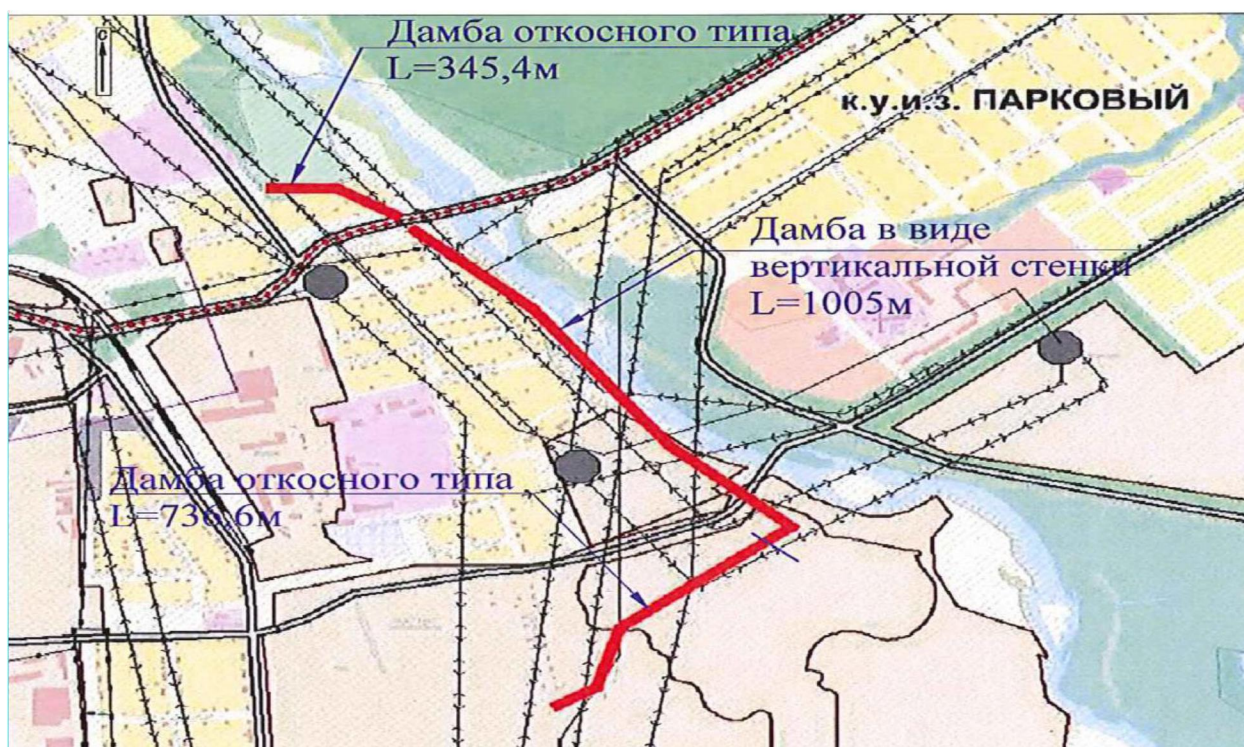 С
Дамба откосного типа
L=345,4м
к.у.и.з. ПАРКОВЫЙ
Дамба в виде
вертикальной стенки
L=1005м
Дамба откосного типа
L=736,6м